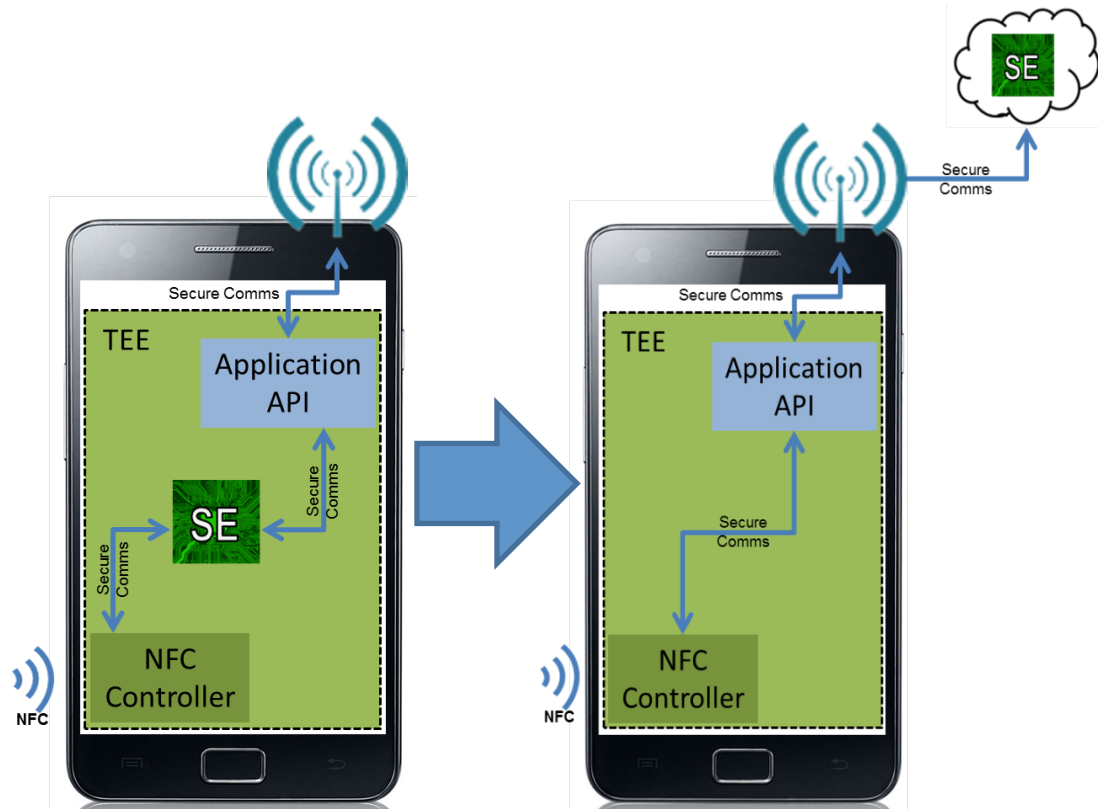 Secure Comms
TEE
Application
API
Secure
Comms
SE
Secure
Comms
NFC
Controller
NFC
SE
Secure
Comms
Secure Comms
TEE
Application
API
Secure
Comms
NFC
Controller
NFC